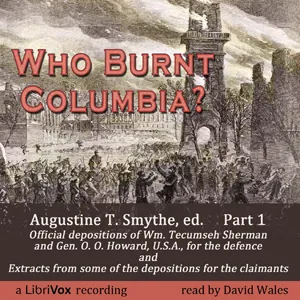 Who Burnt
Columbia?
Augustine T. Smythe, ed. Part 1
Official depositions of Wm. Tecumseh Sherman
and Gen. O. O. Howard, U.S.A., for the defence
and
Extracts from some of the depositions for the claimants
a LibriVox recording read by David Wales